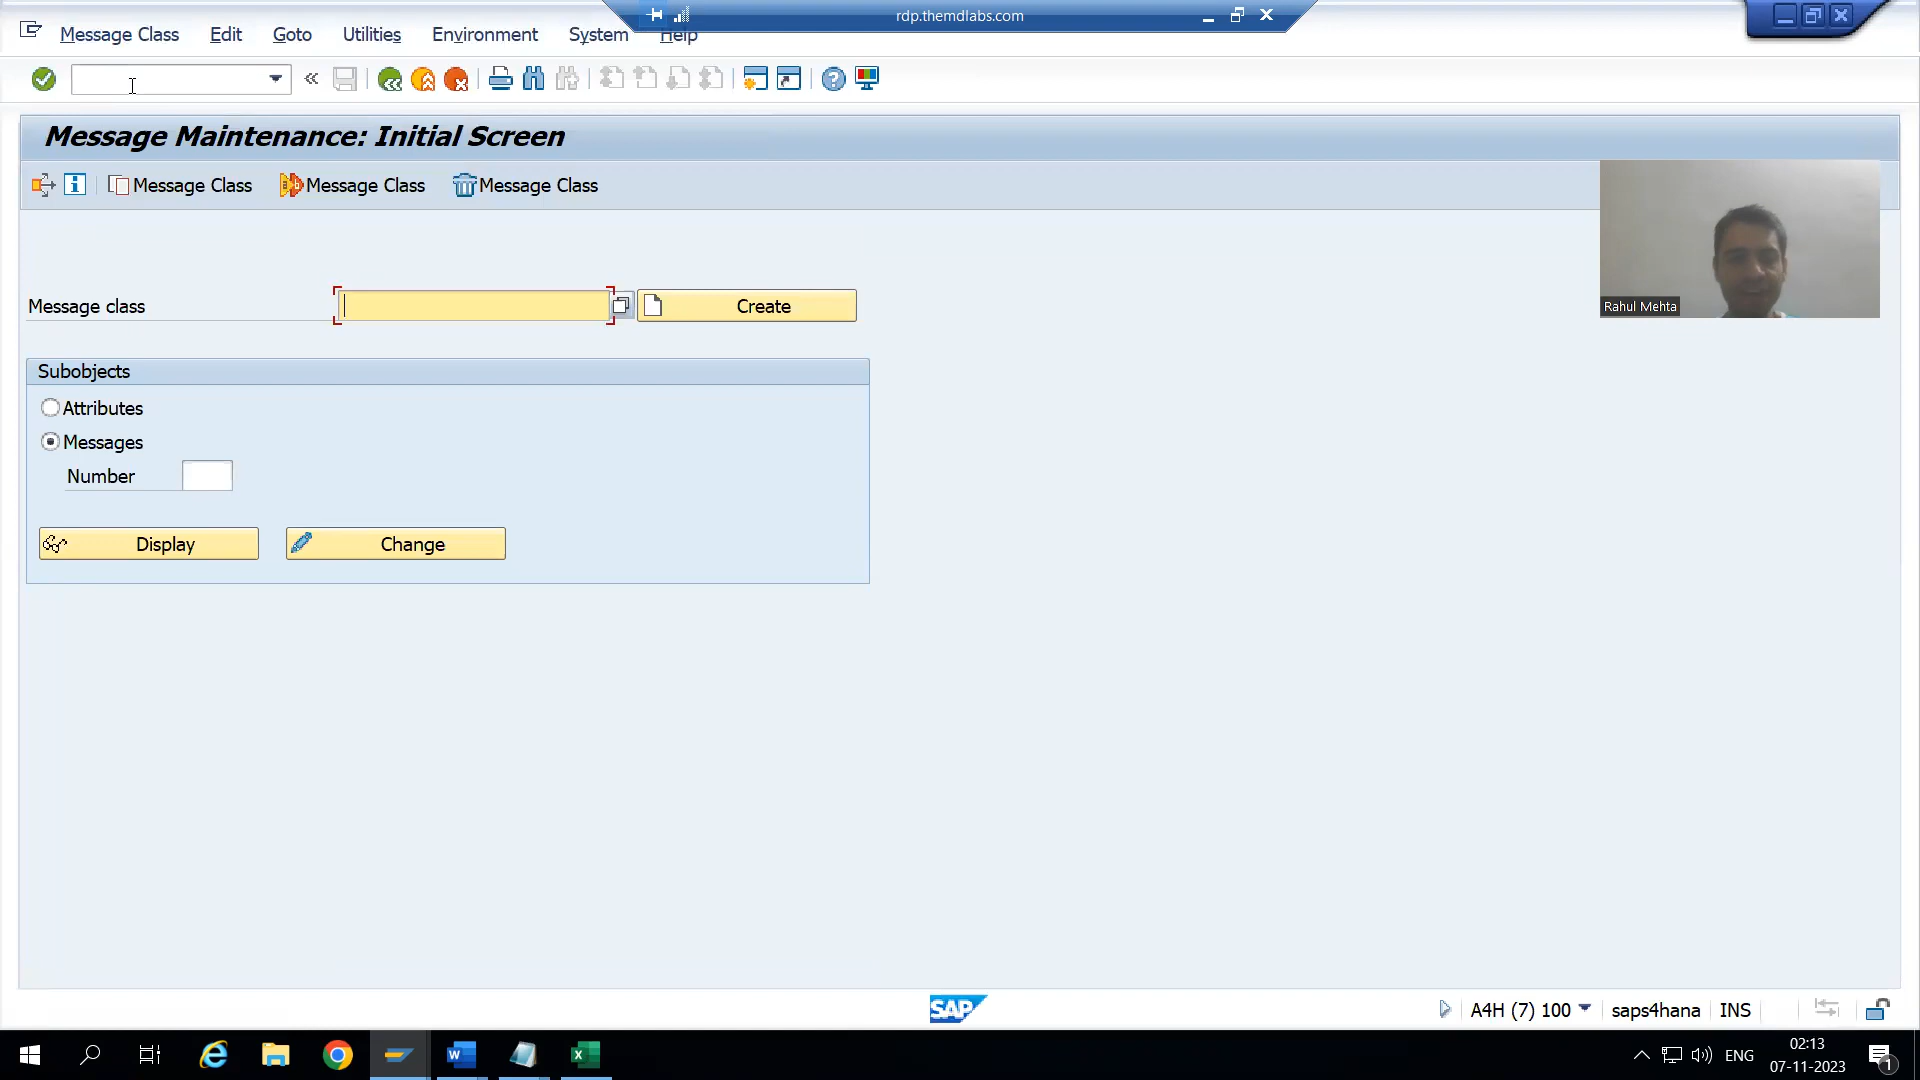 rdp.themdlabs.com
Message Class Edit Goto Utilities Environment System Help
Message Maintenance: Initial Screen
Message Class Message Class Message Class
Message class Create
Rahul Mehta
Subobjects
Attributes
Messages
Number
Display Change
SAP
A4H (7) 100 saps4hana INS
ENG
02:13
07-11-2023
1